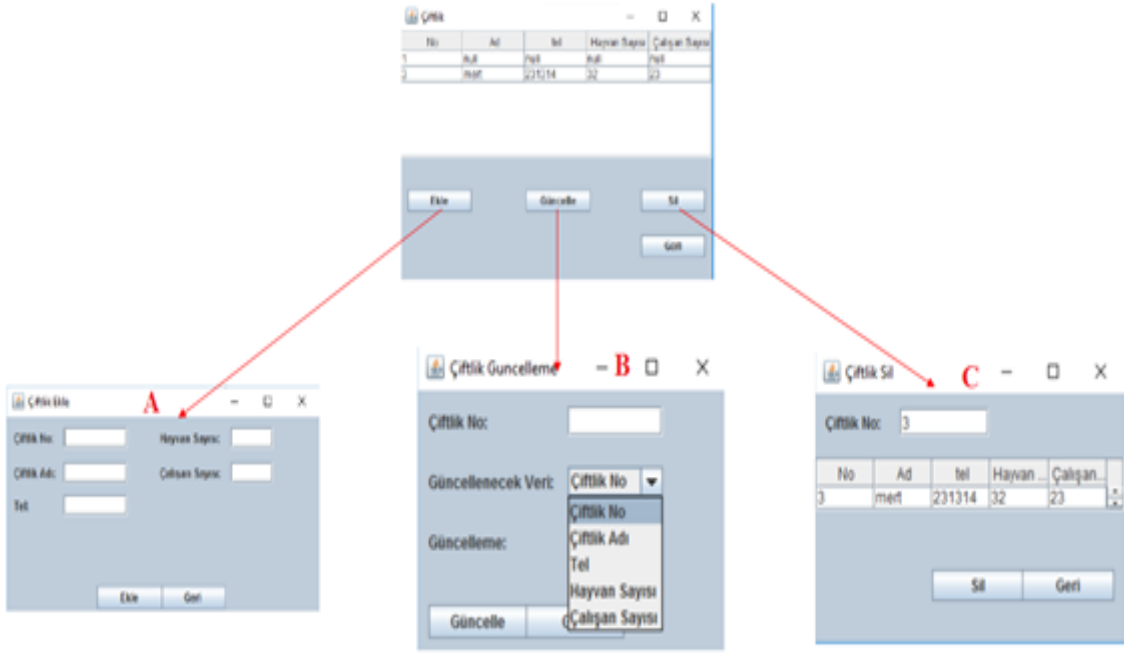 Çiftlik
No Ad tel Hayvan Sayısı Çalışan Sayısı
1 null null null null
3 mert 231314 32 23
Ekle Güncelle Sil
Geri
A
Çiftlik Ekle
Çiftlik No: Hayvan Sayısı:
Çiftlik Adı: Çalışan Sayısı:
Tel:
Ekle Geri
B
Çiftlik Guncelleme
Çiftlik No:
Güncellenecek Veri: Çiftlik No
Çiftlik No
Güncelleme: Çiftlik Adı
Tel
Hayvan Sayısı
Çalışan Sayısı
Güncelle
C
Çiftlik Sil
Çiftlik No: 3
No Ad tel Hayvan ... Çalışan...
3 mert 231314 32 23
Sil Geri